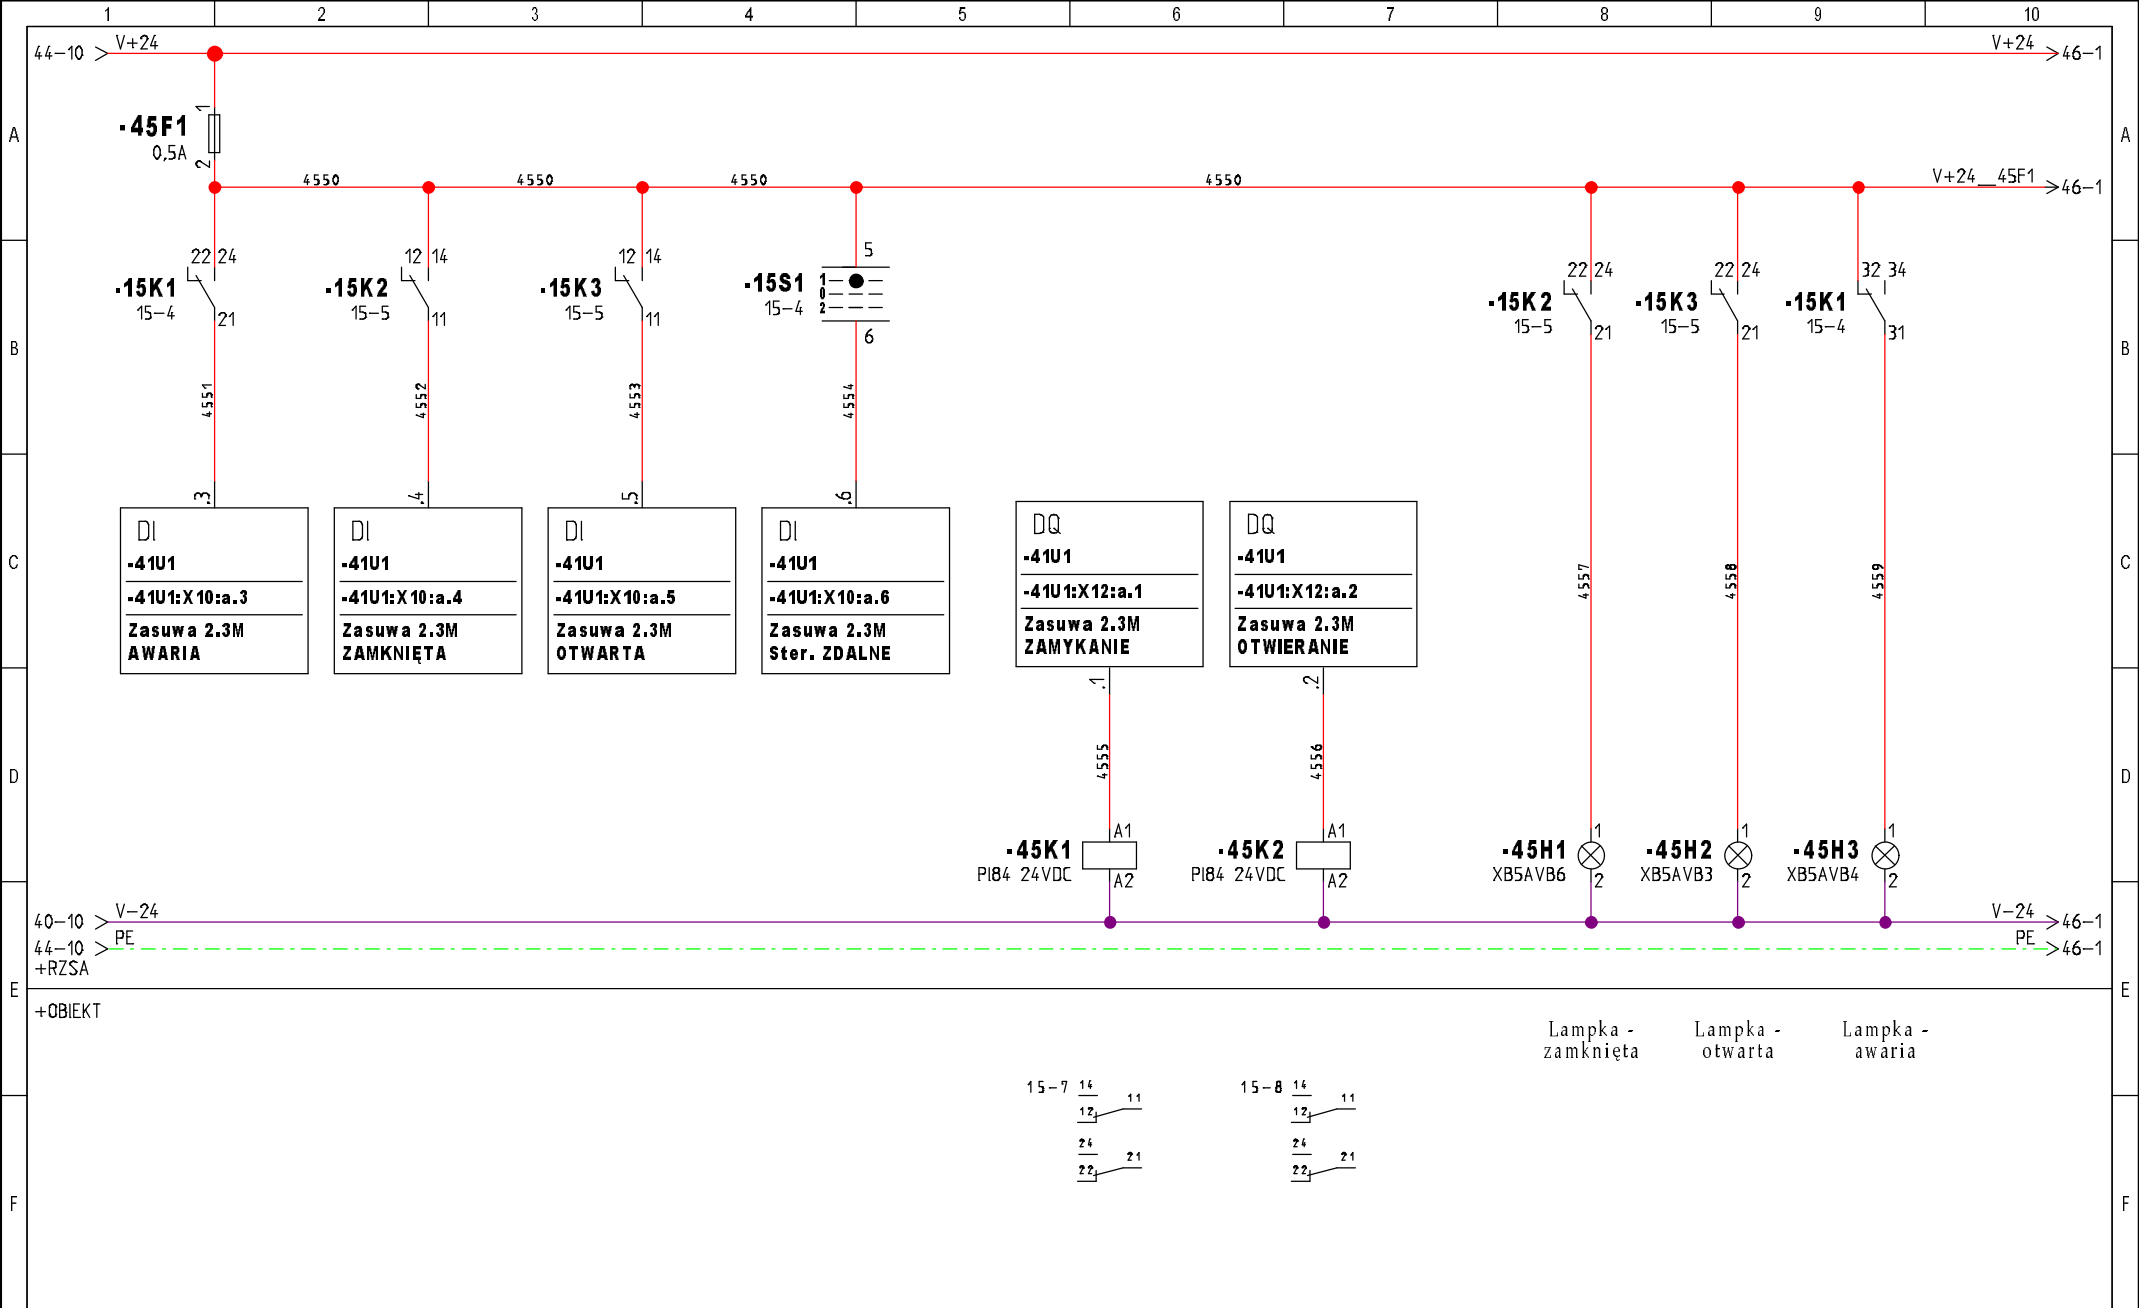 1 2 3 4 5 6 7 8 9 10
44-10 V+24 V+24 46-1
A A
-45F1
0,5A
1
2
4550 4550 4550 4550 V+24__45F1 46-1
-15K1
15-4
22 24
21
-15K2
15-5
12 14
11
-15K3
15-5
12 14
11
-15S1
15-4
5
1
0
2
6
-15K2
15-5
22 24
21
-15K3
15-5
22 24
21
-15K1
15-4
32 34
31
B B
4551 4552 4553 4554
4557 4558 4559
C C
.3
DI
-41U1
-41U1:X10:a.3
Zasuwa 2.3M
AWARIA
.4
DI
-41U1
-41U1:X10:a.4
Zasuwa 2.3M
ZAMKNIĘTA
.5
DI
-41U1
-41U1:X10:a.5
Zasuwa 2.3M
OTWARTA
.6
DI
-41U1
-41U1:X10:a.6
Zasuwa 2.3M
Ster. ZDALNE
DQ
-41U1
-41U1:X12:a.1
Zasuwa 2.3M
ZAMYKANIE
.1
DQ
-41U1
-41U1:X12:a.2
Zasuwa 2.3M
OTWIERANIE
.2
4555 4556
D D
-45K1
PI84 24VDC
A1
A2
-45K2
PI84 24VDC
A1
A2
-45H1
XB5AVB6
1
2
-45H2
XB5AVB3
1
2
-45H3
XB5AVB4
1
2
40-10 V-24 V-24 46-1
44-10 PE PE 46-1
+RZSA
E E
+OBIEKT
Lampka -
zamknięta
Lampka -
otwarta
Lampka -
awaria
15-7 14
12 11
24
22 21
15-8 14
12 11
24
22 21
F F